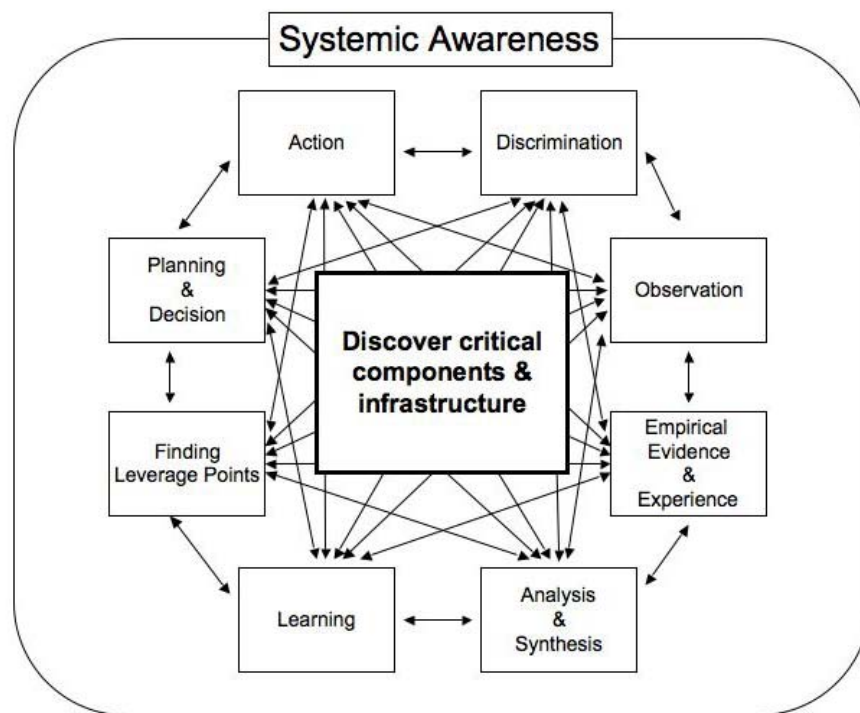 Systemic Awareness
Action
Discrimination
Planning
&
Decision
Observation
Discover critical
components &
infrastructure
Finding
Leverage Points
Empirical
Evidence
&
Experience
Learning
Analysis
&
Synthesis